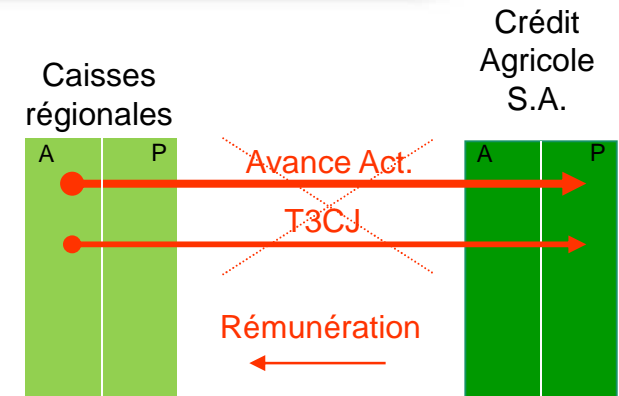 Caisses
régionales
Crédit
Agricole
S.A.
A P
A P
Avance Act.
T3CJ
Rémunération